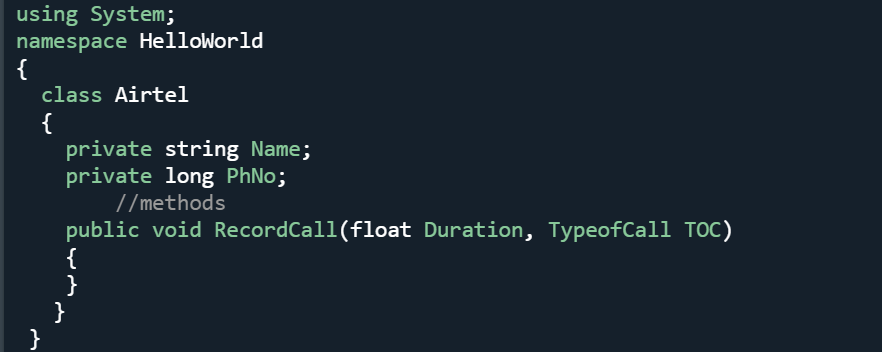 using System;
namespace HelloWorld
{
class Airtel
{
private string Name;
private long PhNo;
//methods
public void RecordCall(float Duration, TypeofCall TOC)
{
}
}
}